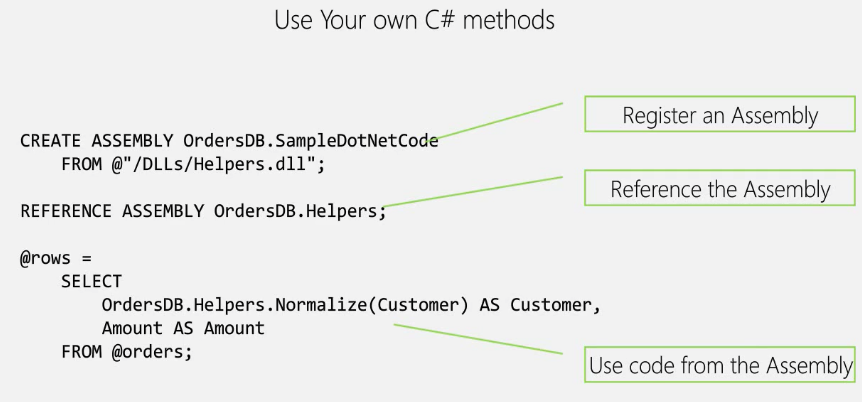 Use Your own C# methods
Register an Assembly
CREATE ASSEMBLY OrdersDB.SampleDotNetCode
FROM @"/DLLs/Helpers.dll";
Reference the Assembly
REFERENCE ASSEMBLY OrdersDB.Helpers;
@rows =
SELECT
OrdersDB.Helpers.Normalize(Customer) AS Customer,
Amount AS Amount
FROM @orders;
Use code from the Assembly